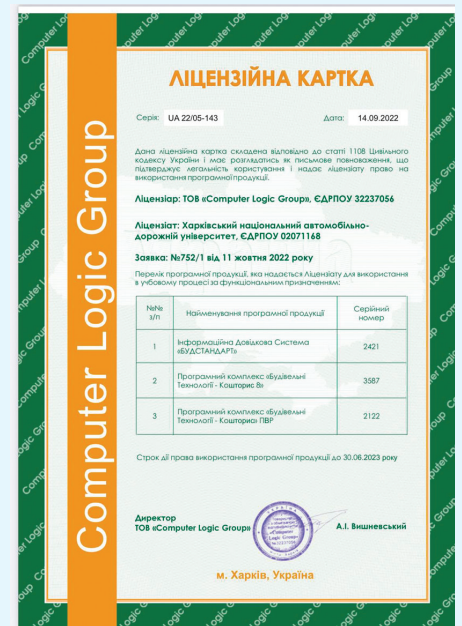 ЛІЦЕНЗІЙНА КАРТКА
Серія: UA 22/05-143
Дата: 14.09.2022
Дана ліцензійна картка складена відповідно до статті 1108 Цивільного
кодексу України і має розглядатись як письмове повноваження, що
підтверджує легальність користування і надає ліцензіату право на
використання програмної продукції.
Ліцензіар: ТОВ «Computer Logic Group», ЄДРПОУ 32237056
Ліцензіат: Харківський національний автомобільно-
дорожній університет, ЄДРПОУ 02071168
Заявка: №752/1 від 11 жовтня 2022 року
Перелік програмної продукції, яка надається Ліцензіату для використання
в учбовому процесі за функціональним призначенням:
№№
з/п
Найменування програмної продукції
Серійний
номер
1
Інформаційна Довідкова Система
«БУДСТАНДАРТ»
2421
2
Програмний комплекс «Будівельні
Технології - Кошторис 8»
3587
3
Програмний комплекс «Будівельні
Технології - Кошторис» ПВР
2122
Строк дії права використання програмної продукції до 30.06.2023 року
Директор
ТОВ «Computer Logic Group»
А.І. Вишневський
м. Харків, Україна
Computer Logic Group